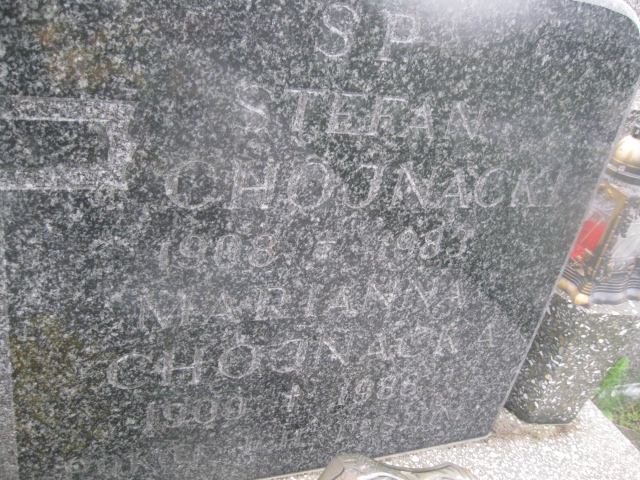 SP
STEFAN
CHOJNACKI
1908 - 1983
MARIANNA
CHOJNACKA
1909 † 1986